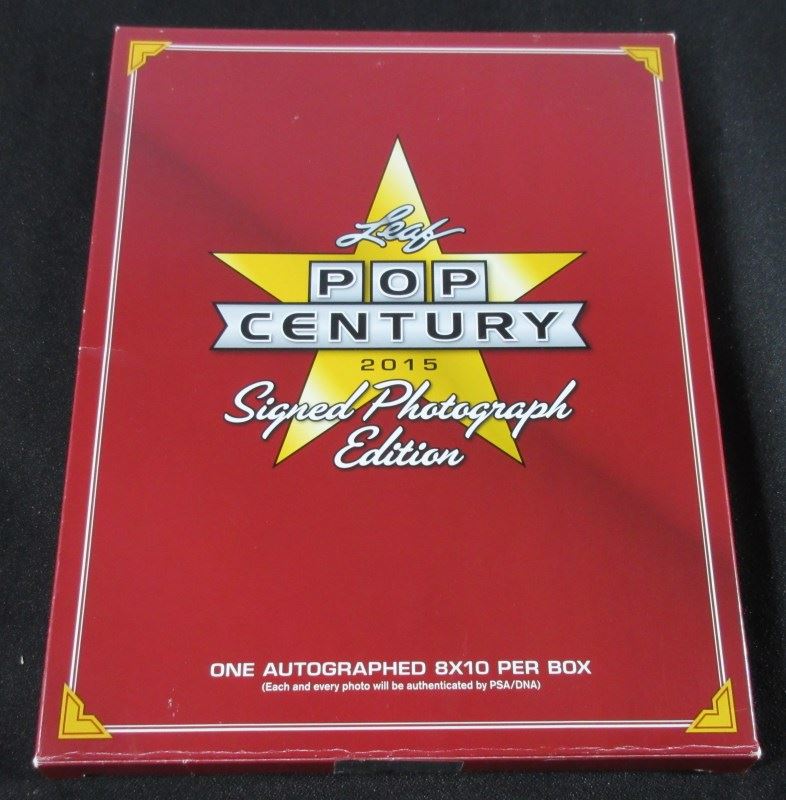 Leaf
POP
CENTURY
2015
Signed Photograph
Edition
ONE AUTOGRAPHED 8X10 PER BOX
(Each and every photo will be authenticated by PSA/DNA)